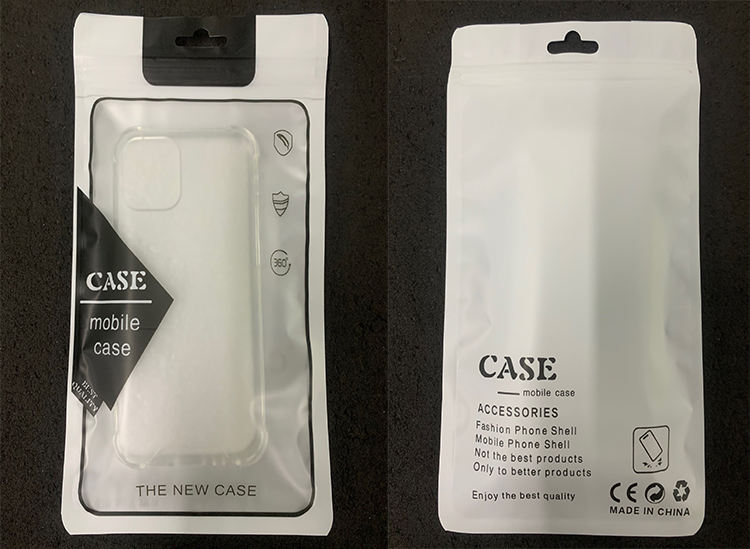 360°
CASE
mobile
case
BEST
QUALITY
THE NEW CASE
CASE
mobile case
ACCESSORIES
Fashion Phone Shell
Mobile Phone Shell
Not the best products
Only to better products
Enjoy the best quality
CE
MADE IN CHINA